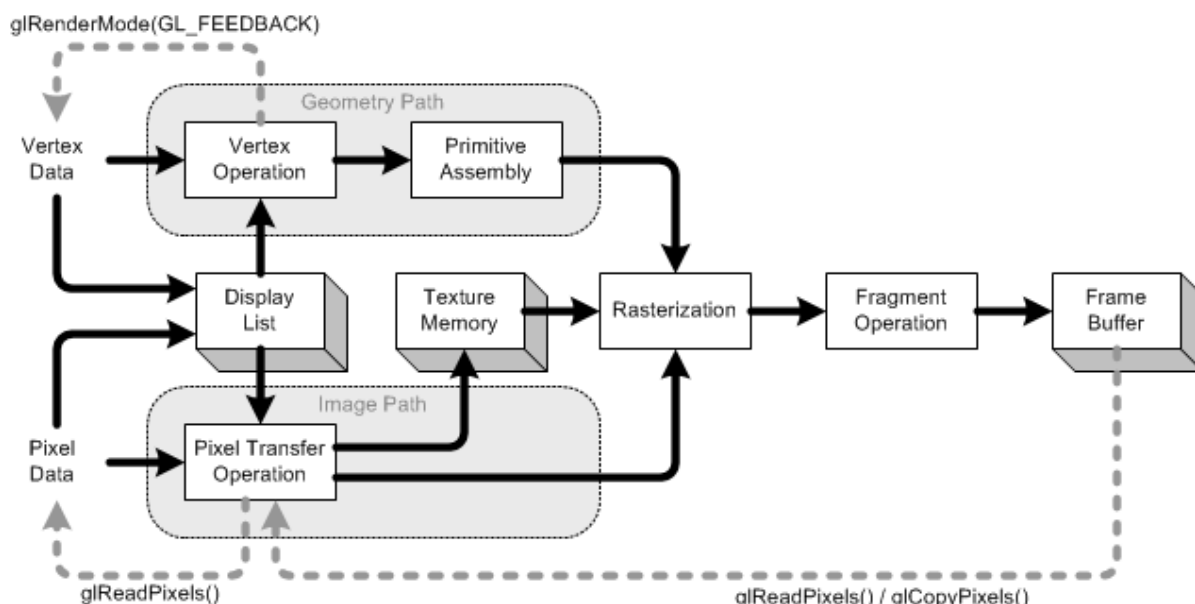 glRenderMode(GL_FEEDBACK)
Geometry Path
Vertex
Data
Vertex
Operation
Primitive
Assembly
Display
List
Texture
Memory
Rasterization
Fragment
Operation
Frame
Buffer
Image Path
Pixel
Data
Pixel Transfer
Operation
glReadPixels()
glReadPixels() / glCopyPixels()